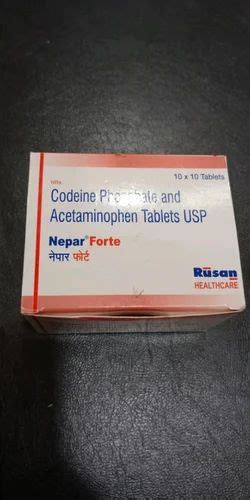 10 x 10 Tablets
Codeine Phosphate and
Acetaminophen Tablets USP
Nepar® Forte
नेपार फोर्ट
Rusan
HEALTHCARE